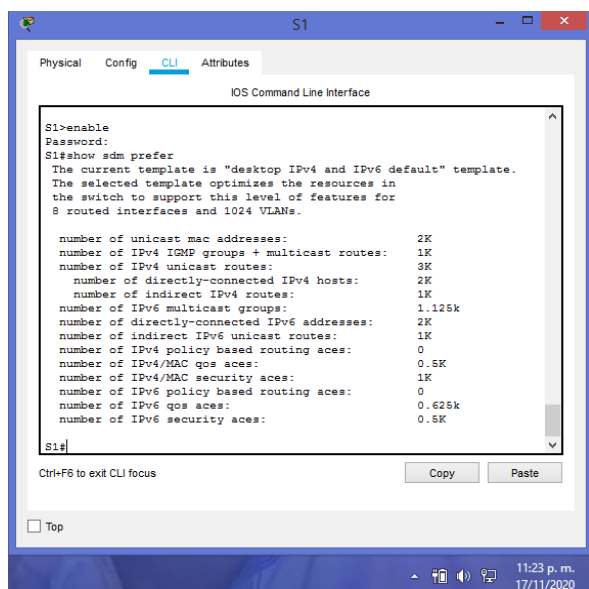 S1
Physical Config CLI Attributes
IOS Command Line Interface
S1>enable
Password:
S1#show sdm prefer
The current template is "desktop IPv4 and IPv6 default" template.
The selected template optimizes the resources in
the switch to support this level of features for
8 routed interfaces and 1024 VLANs.
number of unicast mac addresses: 2K
number of IPv4 IGMP groups + multicast routes: 1K
number of IPv4 unicast routes: 3K
number of directly-connected IPv4 hosts: 2K
number of indirect IPv4 routes: 1K
number of IPv6 multicast groups: 1.125k
number of directly-connected IPv6 addresses: 2K
number of indirect IPv6 unicast routes: 1K
number of IPv4 policy based routing aces: 0
number of IPv4/MAC qos aces: 0.5K
number of IPv4/MAC security aces: 1K
number of IPv6 policy based routing aces: 0
number of IPv6 qos aces: 0.625k
number of IPv6 security aces: 0.5K
S1#
Ctrl+F6 to exit CLI focus Copy Paste
Top
11:23 p. m.
17/11/2020